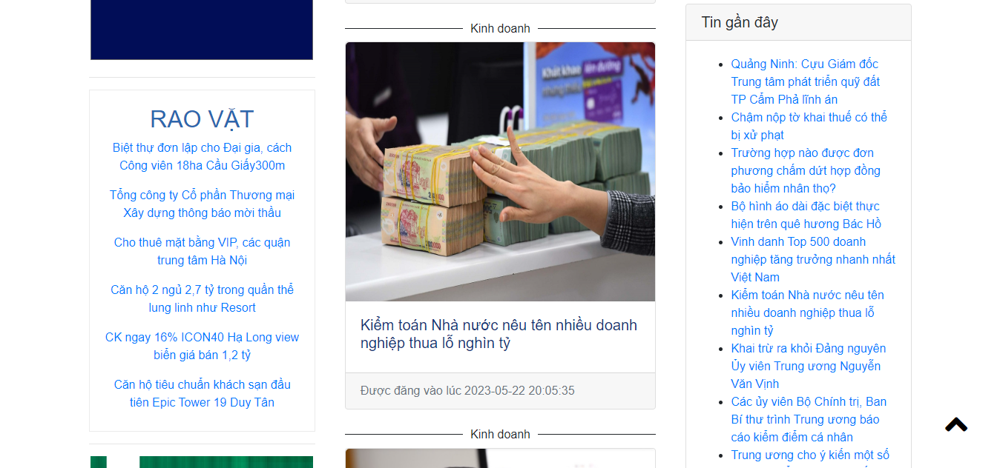 RAO VẶT
Biệt thự đơn lập cho Đại gia, cách
Công viên 18ha Cầu Giấy300m
Tổng công ty Cổ phần Thương mại
Xây dựng thông báo mời thầu
Cho thuê mặt bằng VIP, các quận
trung tâm Hà Nội
Căn hộ 2 ngủ 2,7 tỷ trong quần thể
lung linh như Resort
CK ngay 16% ICON40 Hạ Long view
biển giá bán 1,2 tỷ
Căn hộ tiêu chuẩn khách sạn đầu
tiên Epic Tower 19 Duy Tân
Kinh doanh
Khát khao lên đường
Kiểm toán Nhà nước nêu tên nhiều doanh
nghiệp thua lỗ nghìn tỷ
Được đăng vào lúc 2023-05-22 20:05:35
Kinh doanh
Tin gần đây
Quảng Ninh: Cựu Giám đốc
Trung tâm phát triển quỹ đất
TP Cẩm Phả lĩnh án
Chậm nộp tờ khai thuế có thể
bị xử phạt
Trường hợp nào được đơn
phương chấm dứt hợp đồng
bảo hiểm nhân thọ?
Bộ hình áo dài đặc biệt thực
hiện trên quê hương Bác Hồ
Vinh danh Top 500 doanh
nghiệp tăng trưởng nhanh nhất
Việt Nam
Kiểm toán Nhà nước nêu tên
nhiều doanh nghiệp thua lỗ
nghìn tỷ
Khai trừ ra khỏi Đảng nguyên
Ủy viên Trung ương Nguyễn
Văn Vịnh
Các ủy viên Bộ Chính trị, Ban
Bí thư trình Trung ương báo
cáo kiểm điểm cá nhân
Trung ương cho ý kiến một số